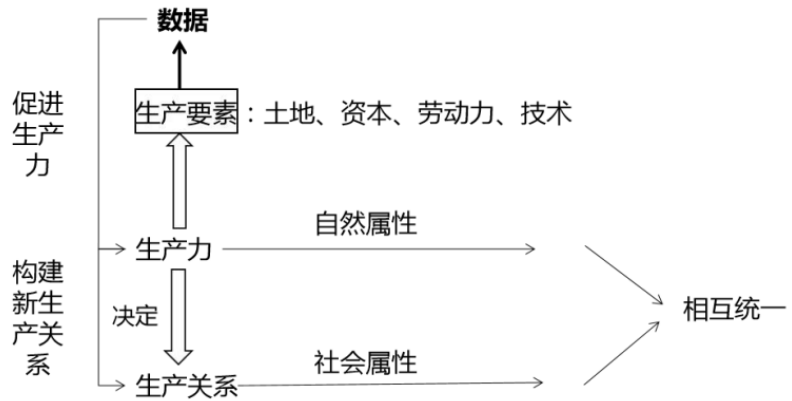 数据
促进
生产
力
生产要素：土地、资本、劳动力、技术
自然属性
生产力
构建
新生
产关
系
决定
相互统一
社会属性
生产关系